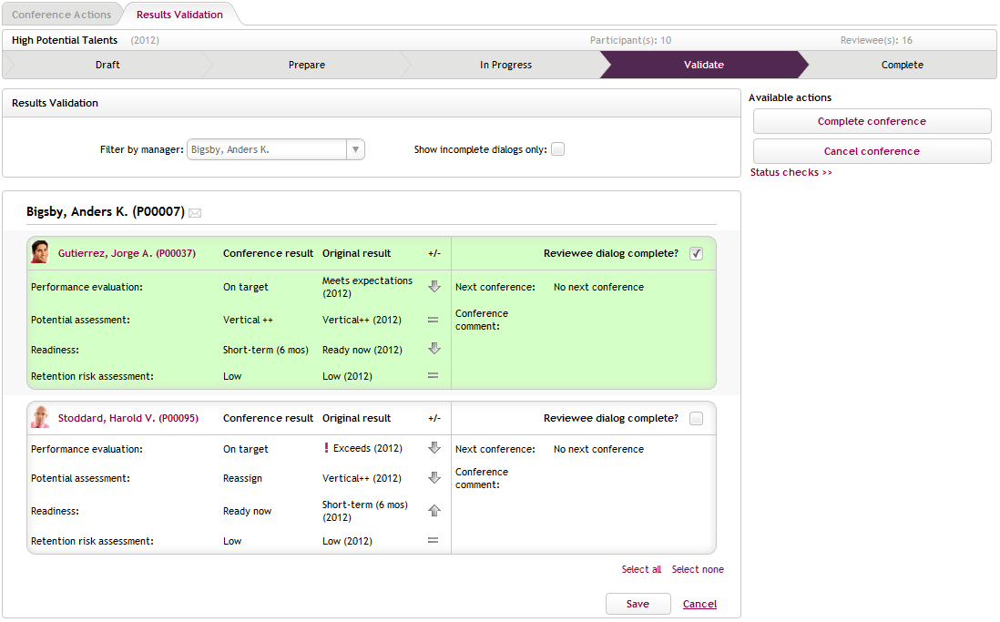 Conference Actions Results Validation
High Potential Talents (2012) Participant(s): 10 Reviewee(s): 16
Draft Prepare In Progress Validate Complete
Results Validation
Filter by manager: Bigsby, Anders K. Show incomplete dialogs only:
Available actions
Complete conference
Cancel conference
Status checks >>
Bigsby, Anders K. (P00007)
Gutierrez, Jorge A. (P00037) Conference result Original result +/- Reviewee dialog complete?
Performance evaluation: On target Meets expectations (2012) Next conference: No next conference
Potential assessment: Vertical ++ Vertical++ (2012) = Conference comment:
Readiness: Short-term (6 mos) Ready now (2012)
Retention risk assessment: Low Low (2012) =
Stoddard, Harold V. (P00095) Conference result Original result +/- Reviewee dialog complete?
Performance evaluation: On target ! Exceeds (2012) Next conference: No next conference
Potential assessment: Reassign Vertical++ (2012) Conference comment:
Readiness: Ready now Short-term (6 mos) (2012)
Retention risk assessment: Low Low (2012) =
Select all Select none
Save Cancel